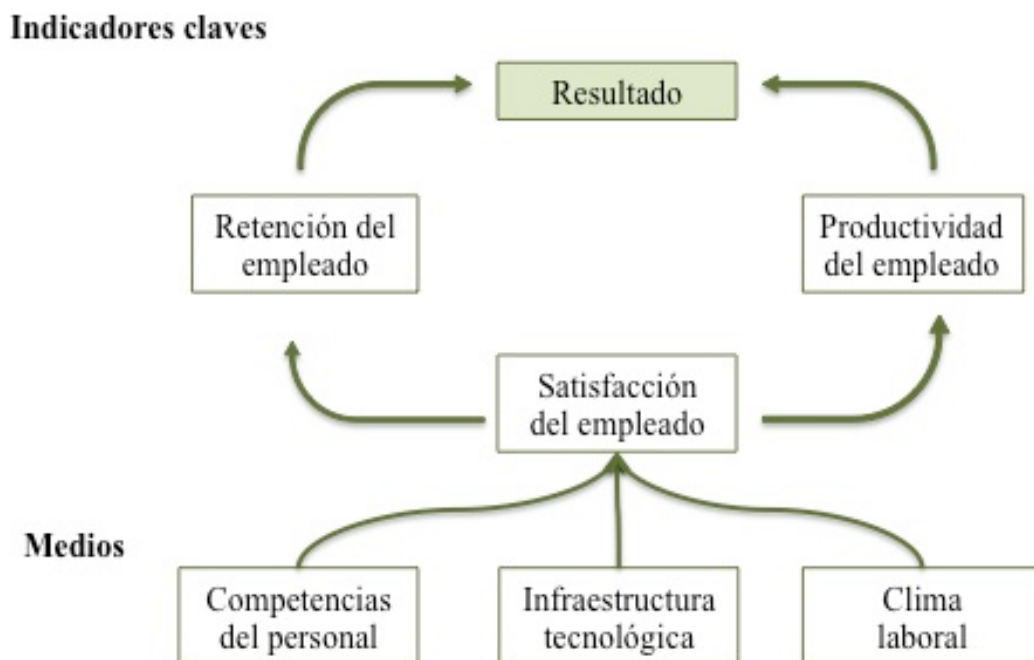 Indicadores claves
Resultado
Retención del
empleado
Productividad
del empleado
Satisfacción
del empleado
Medios
Competencias
del personal
Infraestructura
tecnológica
Clima
laboral